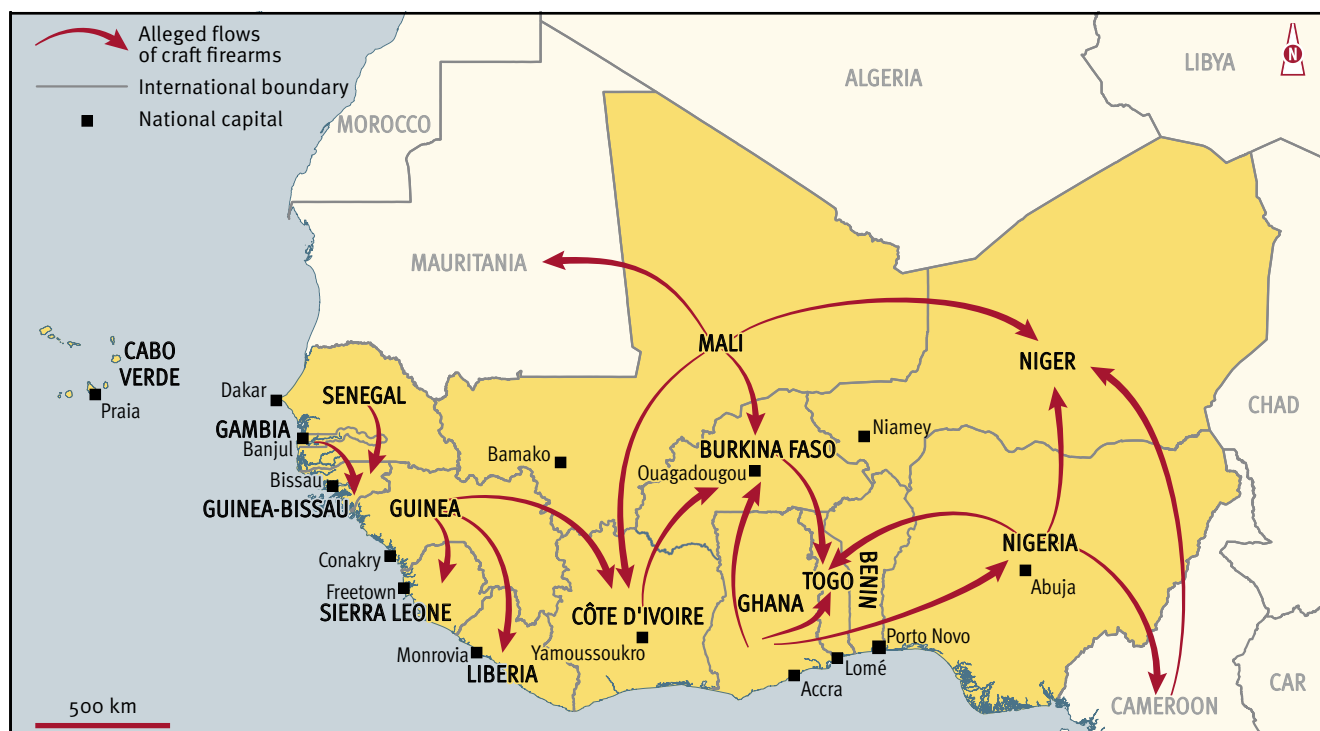 Alleged flows
of craft firearms
International boundary
National capital
N
ALGERIA
LIBYA
MOROCCO
MAURITANIA
CABO
VERDE
Praia
MALI
NIGER
CHAD
Dakar
SENEGAL
GAMBIA
Banjul
Bissau
GUINEA-BISSAU
Bamako
BURKINA FASO
Ouagadougou
Niamey
GUINEA
Conakry
Freetown
SIERRA LEONE
Monrovia
LIBERIA
CÔTE D'IVOIRE
Yamoussoukro
GHANA
Accra
TOGO
Lomé
BENIN
Porto Novo
NIGERIA
Abuja
CAMEROON
CAR
500 km